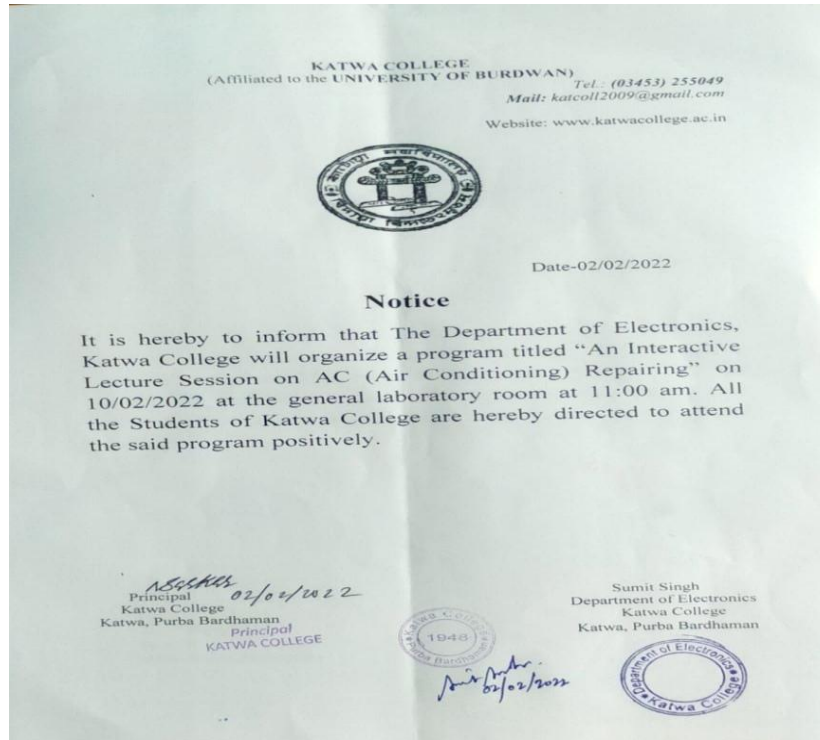 KATWA COLLEGE
(Affiliated to the UNIVERSITY OF BURDWAN)
Tel.: (03453) 255049
Mail: katcoll2009@gmail.com
Website: www.katwacollege.ac.in
Date-02/02/2022
Notice
It is hereby to inform that The Department of Electronics,
Katwa College will organize a program titled “An Interactive
Lecture Session on AC (Air Conditioning) Repairing” on
10/02/2022 at the general laboratory room at 11:00 am. All
the Students of Katwa College are hereby directed to attend
the said program positively.
02/02/2022
Principal
Katwa College
Katwa, Purba Bardhaman
Principal
KATWA COLLEGE
Katwa College
1948
Purba Bardhaman
02/02/2022
Sumit Singh
Department of Electronics
Katwa College
Katwa, Purba Bardhaman
Department of Electronics
Katwa College